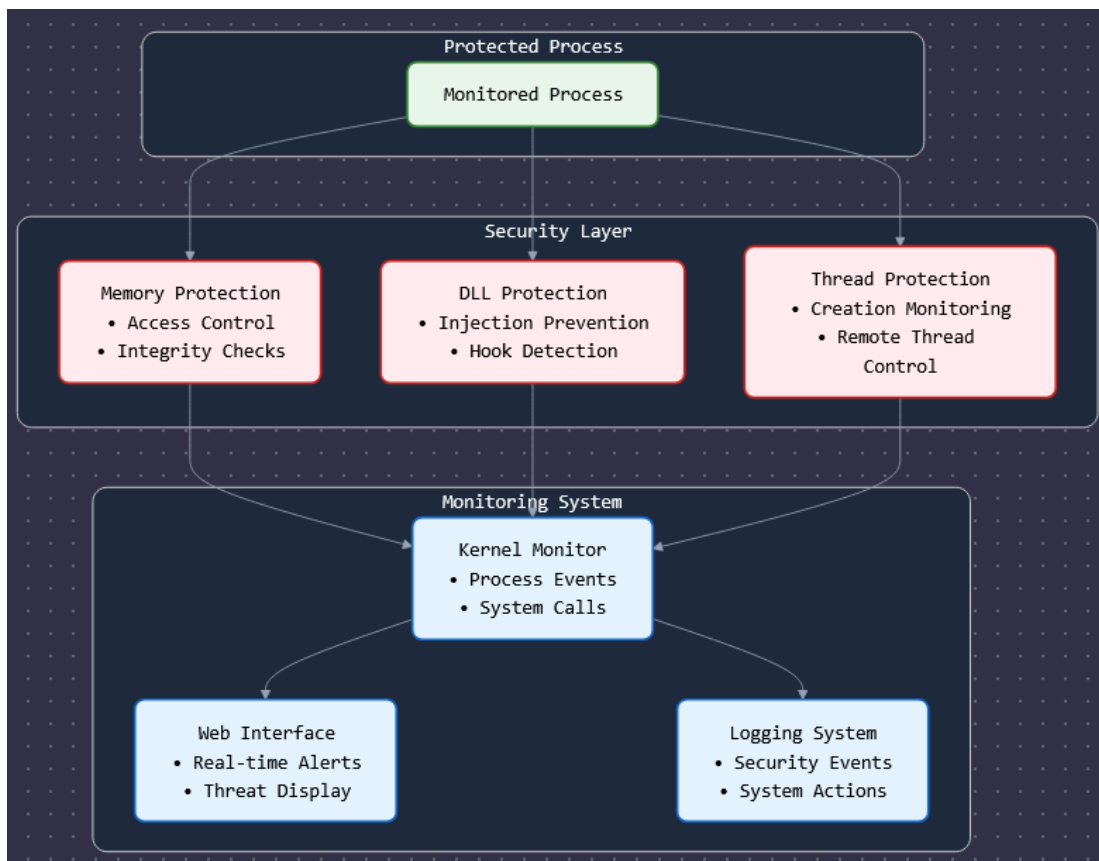 Protected Process
Monitored Process
Security Layer
Memory Protection
• Access Control
• Integrity Checks
DLL Protection
• Injection Prevention
• Hook Detection
Thread Protection
• Creation Monitoring
• Remote Thread
Control
Monitoring System
Kernel Monitor
• Process Events
• System Calls
Web Interface
• Real-time Alerts
• Threat Display
Logging System
• Security Events
• System Actions